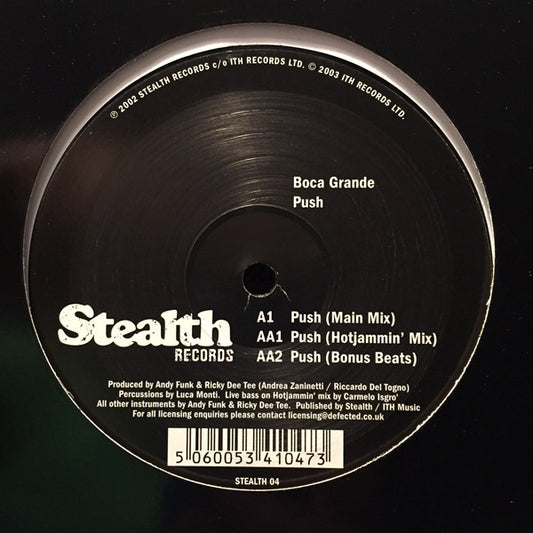 ℗ 2002 STEALTH RECORDS c/o ITH RECORDS LTD. © 2003 ITH RECORDS LTD.
Boca Grande
Push
Stealth
RECORDS
A1 Push (Main Mix)
AA1 Push (Hotjammin' Mix)
AA2 Push (Bonus Beats)
Produced by Andy Funk & Ricky Dee Tee (Andrea Zaninetti / Riccardo Del Togno)
Percussions by Luca Monti. Live bass on Hotjammin' mix by Carmelo Isgro'
All other instruments by Andy Funk & Ricky Dee Tee. Published by Stealth / ITH Music
For all licensing enquiries please contact licensing@defected.co.uk
5 060053 410473
STEALTH 04